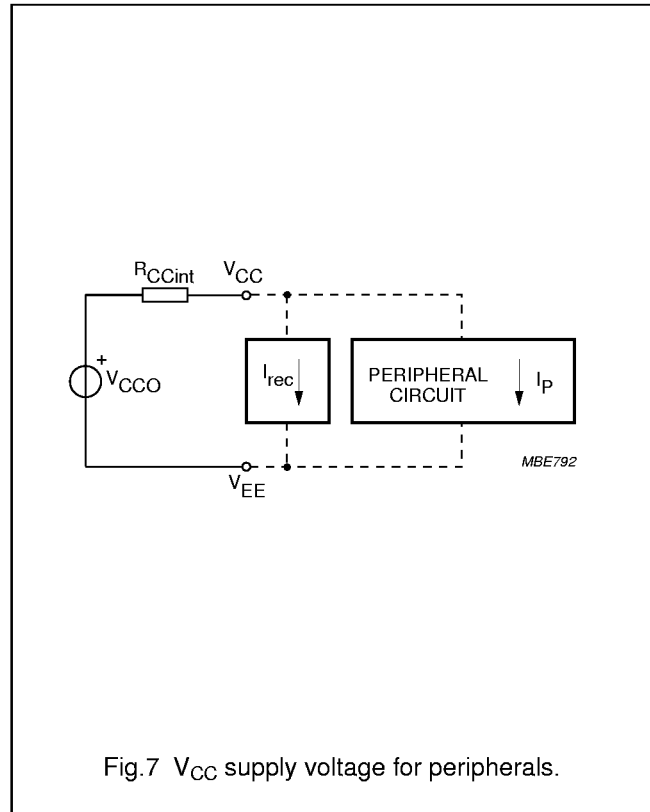 RCCint
VCC
+
VCCO
Irec
PERIPHERAL
CIRCUIT
IP
VEE
MBE792
Fig.7 VCC supply voltage for peripherals.